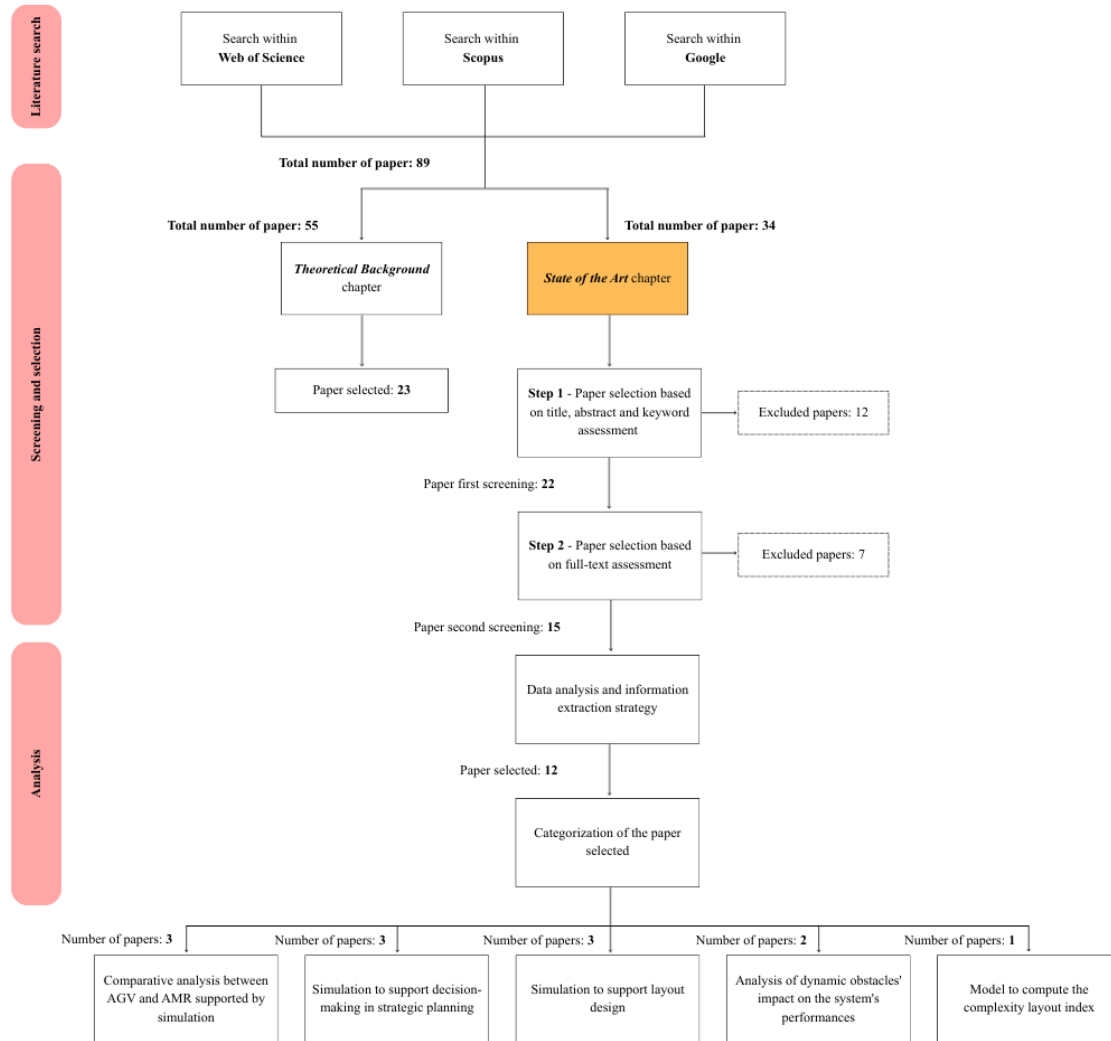 Literature search
Search within
Web of Science
Search within
Scopus
Search within
Google
Total number of paper: 89
Screening and selection
Total number of paper: 55
Total number of paper: 34
Theoretical Background
chapter
State of the Art chapter
Paper selected: 23
Step 1 - Paper selection based
on title, abstract and keyword
assessment
Excluded papers: 12
Paper first screening: 22
Step 2 - Paper selection based
on full-text assessment
Excluded papers: 7
Paper second screening: 15
Analysis
Data analysis and information
extraction strategy
Paper selected: 12
Categorization of the paper
selected
Number of papers: 3
Number of papers: 3
Number of papers: 3
Number of papers: 2
Number of papers: 1
Comparative analysis between
AGV and AMR supported by
simulation
Simulation to support decision-
making in strategic planning
Simulation to support layout
design
Analysis of dynamic obstacles'
impact on the system's
performances
Model to compute the
complexity layout index